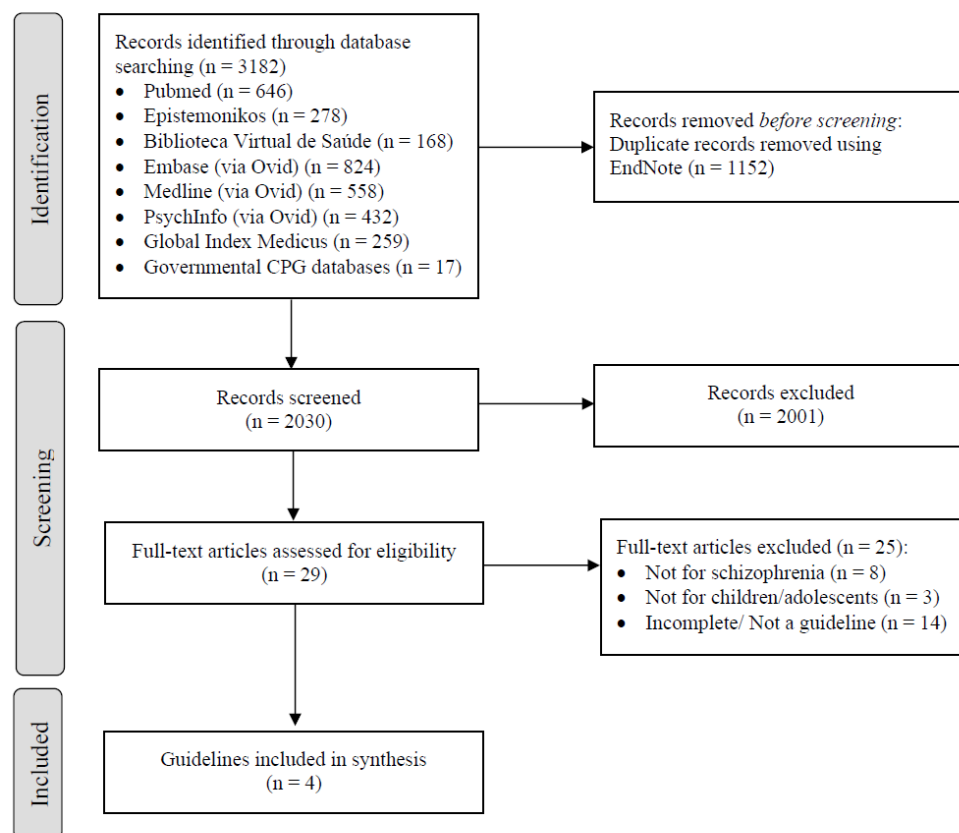 Identification
Records identified through database
searching (n = 3182)
• Pubmed (n = 646)
• Epistemonikos (n = 278)
• Biblioteca Virtual de Saúde (n = 168)
• Embase (via Ovid) (n = 824)
• Medline (via Ovid) (n = 558)
• PsychInfo (via Ovid) (n = 432)
• Global Index Medicus (n = 259)
• Governmental CPG databases (n = 17)
Records removed before screening:
Duplicate records removed using
EndNote (n = 1152)
Screening
Records screened
(n = 2030)
Records excluded
(n = 2001)
Full-text articles assessed for eligibility
(n = 29)
Full-text articles excluded (n = 25):
• Not for schizophrenia (n = 8)
• Not for children/adolescents (n = 3)
• Incomplete/ Not a guideline (n = 14)
Included
Guidelines included in synthesis
(n = 4)